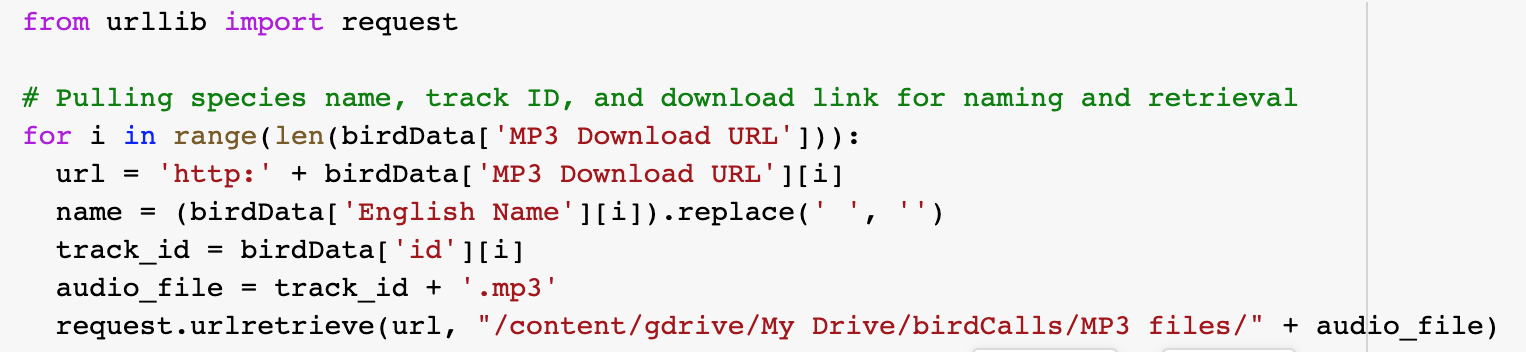 from urllib import request
# Pulling species name, track ID, and download link for naming and retrieval
for i in range(len(birdData['MP3 Download URL'])):
  url = 'http:' + birdData['MP3 Download URL'][i]
  name = (birdData['English Name'][i]).replace(' ', '')
  track_id = birdData['id'][i]
  audio_file = track_id + '.mp3'
  request.urlretrieve(url, "/content/gdrive/My Drive/birdCalls/MP3 files/" + audio_file)